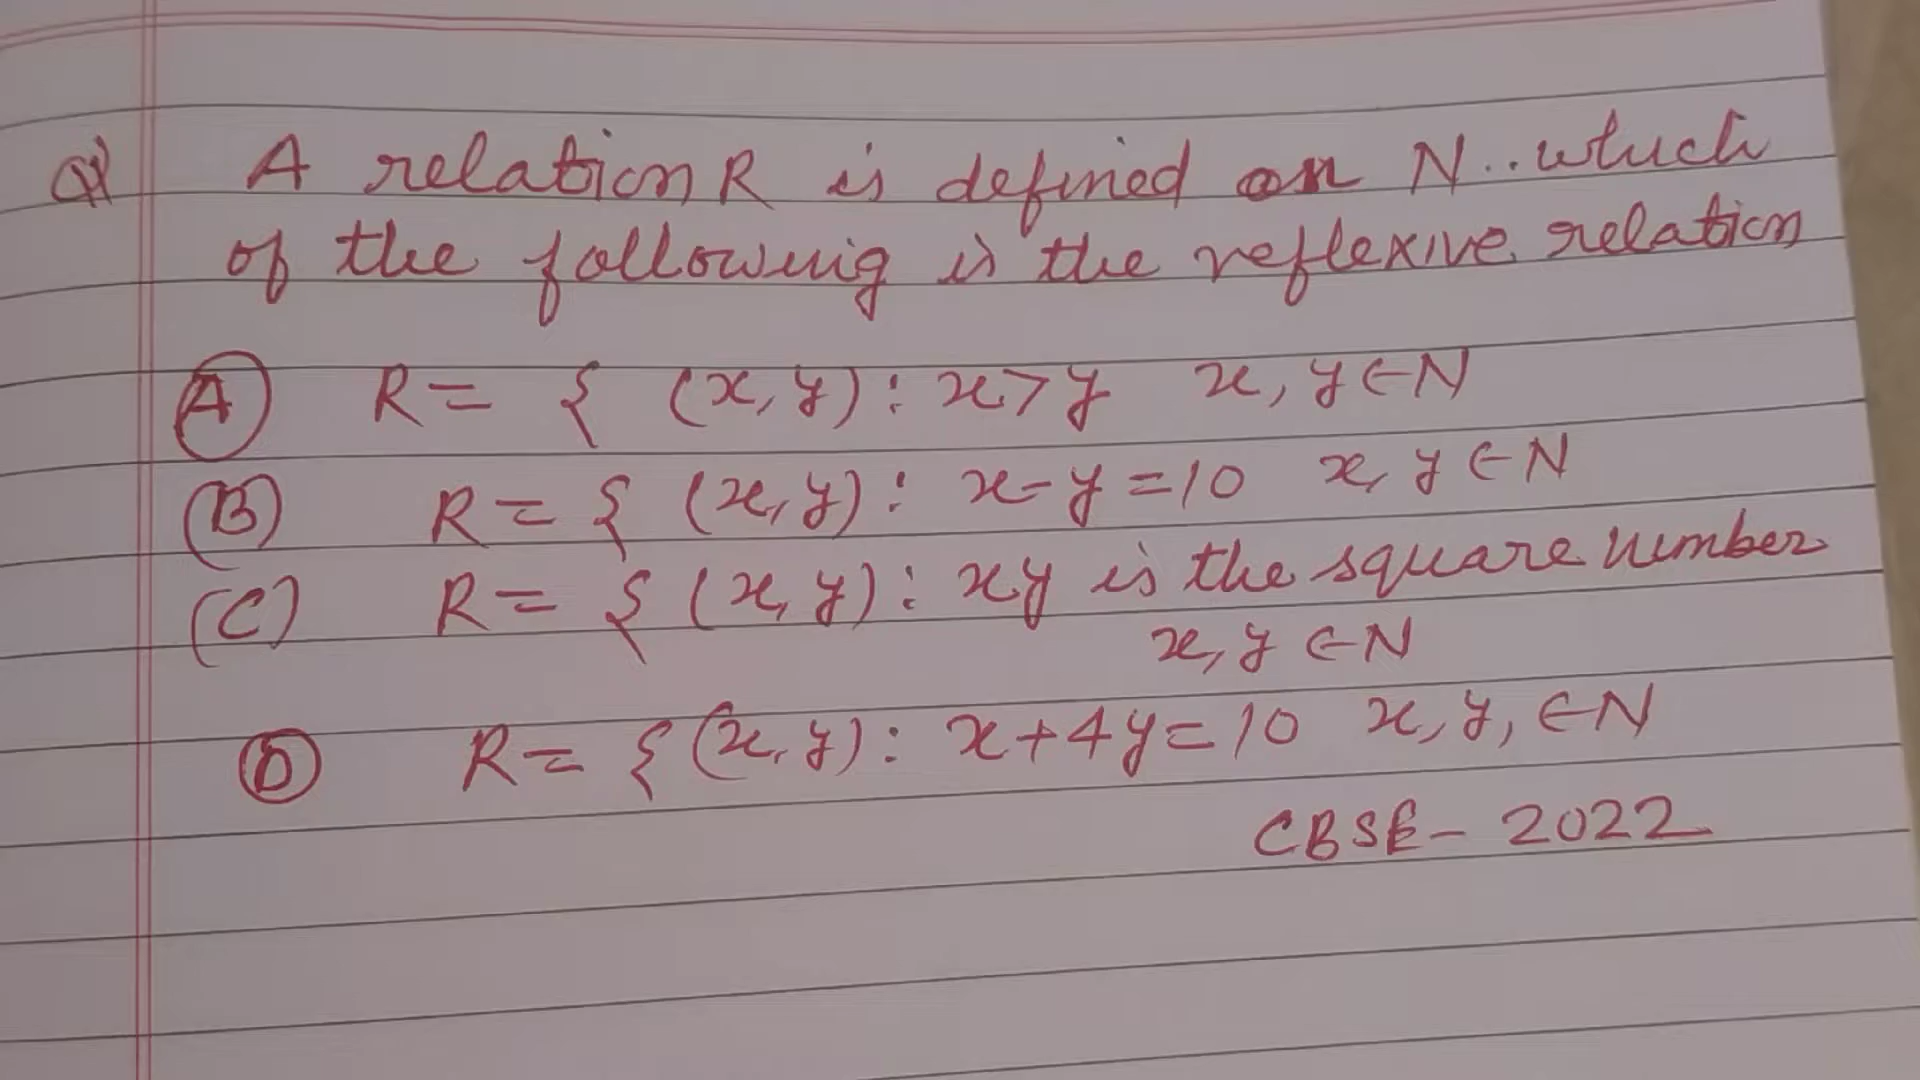 Q) A relation R is defined on N.. which
of the following is the reflexive relation
(A) R = { (x, y) : x > y x, y ∈ N
(B) R = { (x, y) : x - y = 10 x, y ∈ N
(C) R = { (x, y) : xy is the square number
x, y ∈ N
(D) R = { (x, y) : x + 4y = 10 x, y, ∈ N
CBSE - 2022